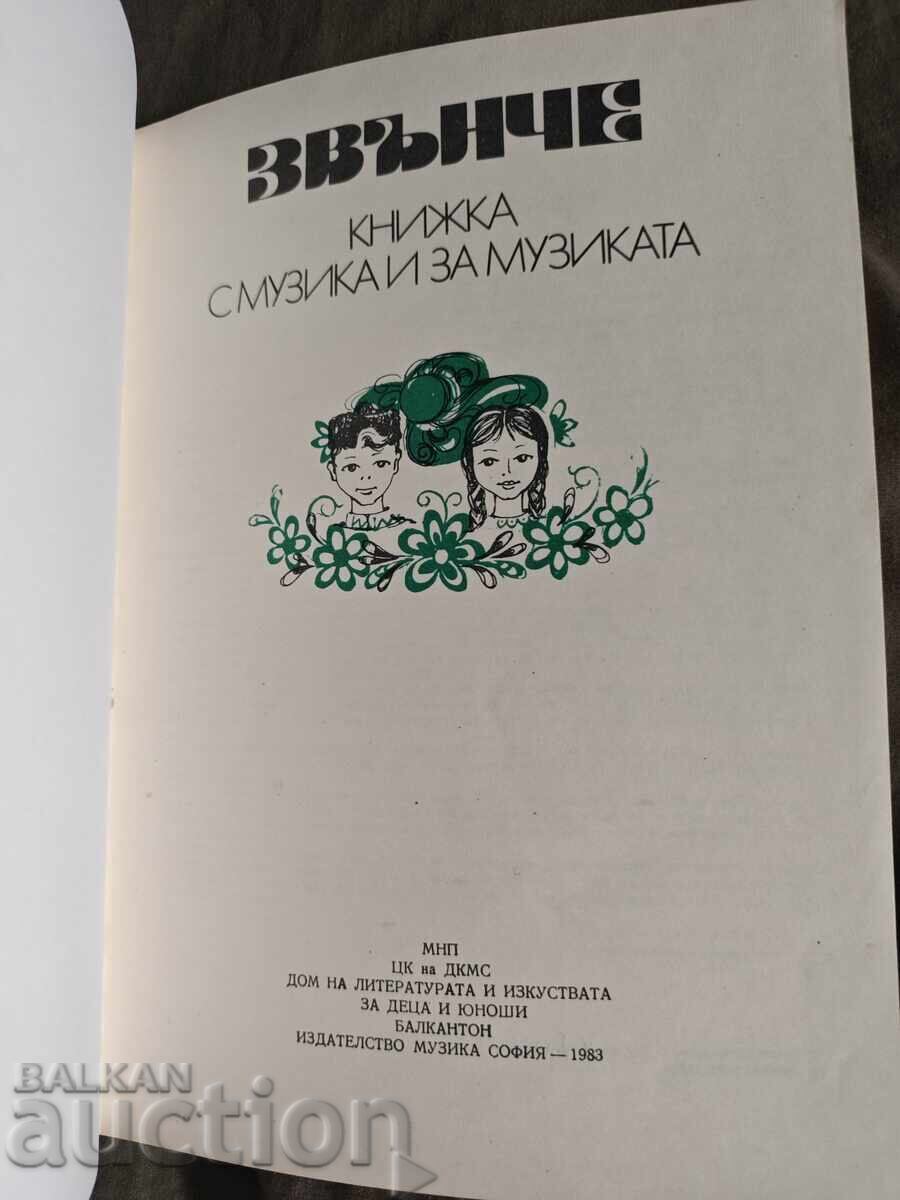 ЗВЪНЧЕ
КНИЖКА
С МУЗИКА И ЗА МУЗИКАТА
МНП
ЦК на ДКМС
ДОМ НА ЛИТЕРАТУРАТА И ИЗКУСТВАТА
ЗА ДЕЦА И ЮНОШИ
БАЛКАНТОН
ИЗДАТЕЛСТВО МУЗИКА СОФИЯ — 1983
BALKAN
auction